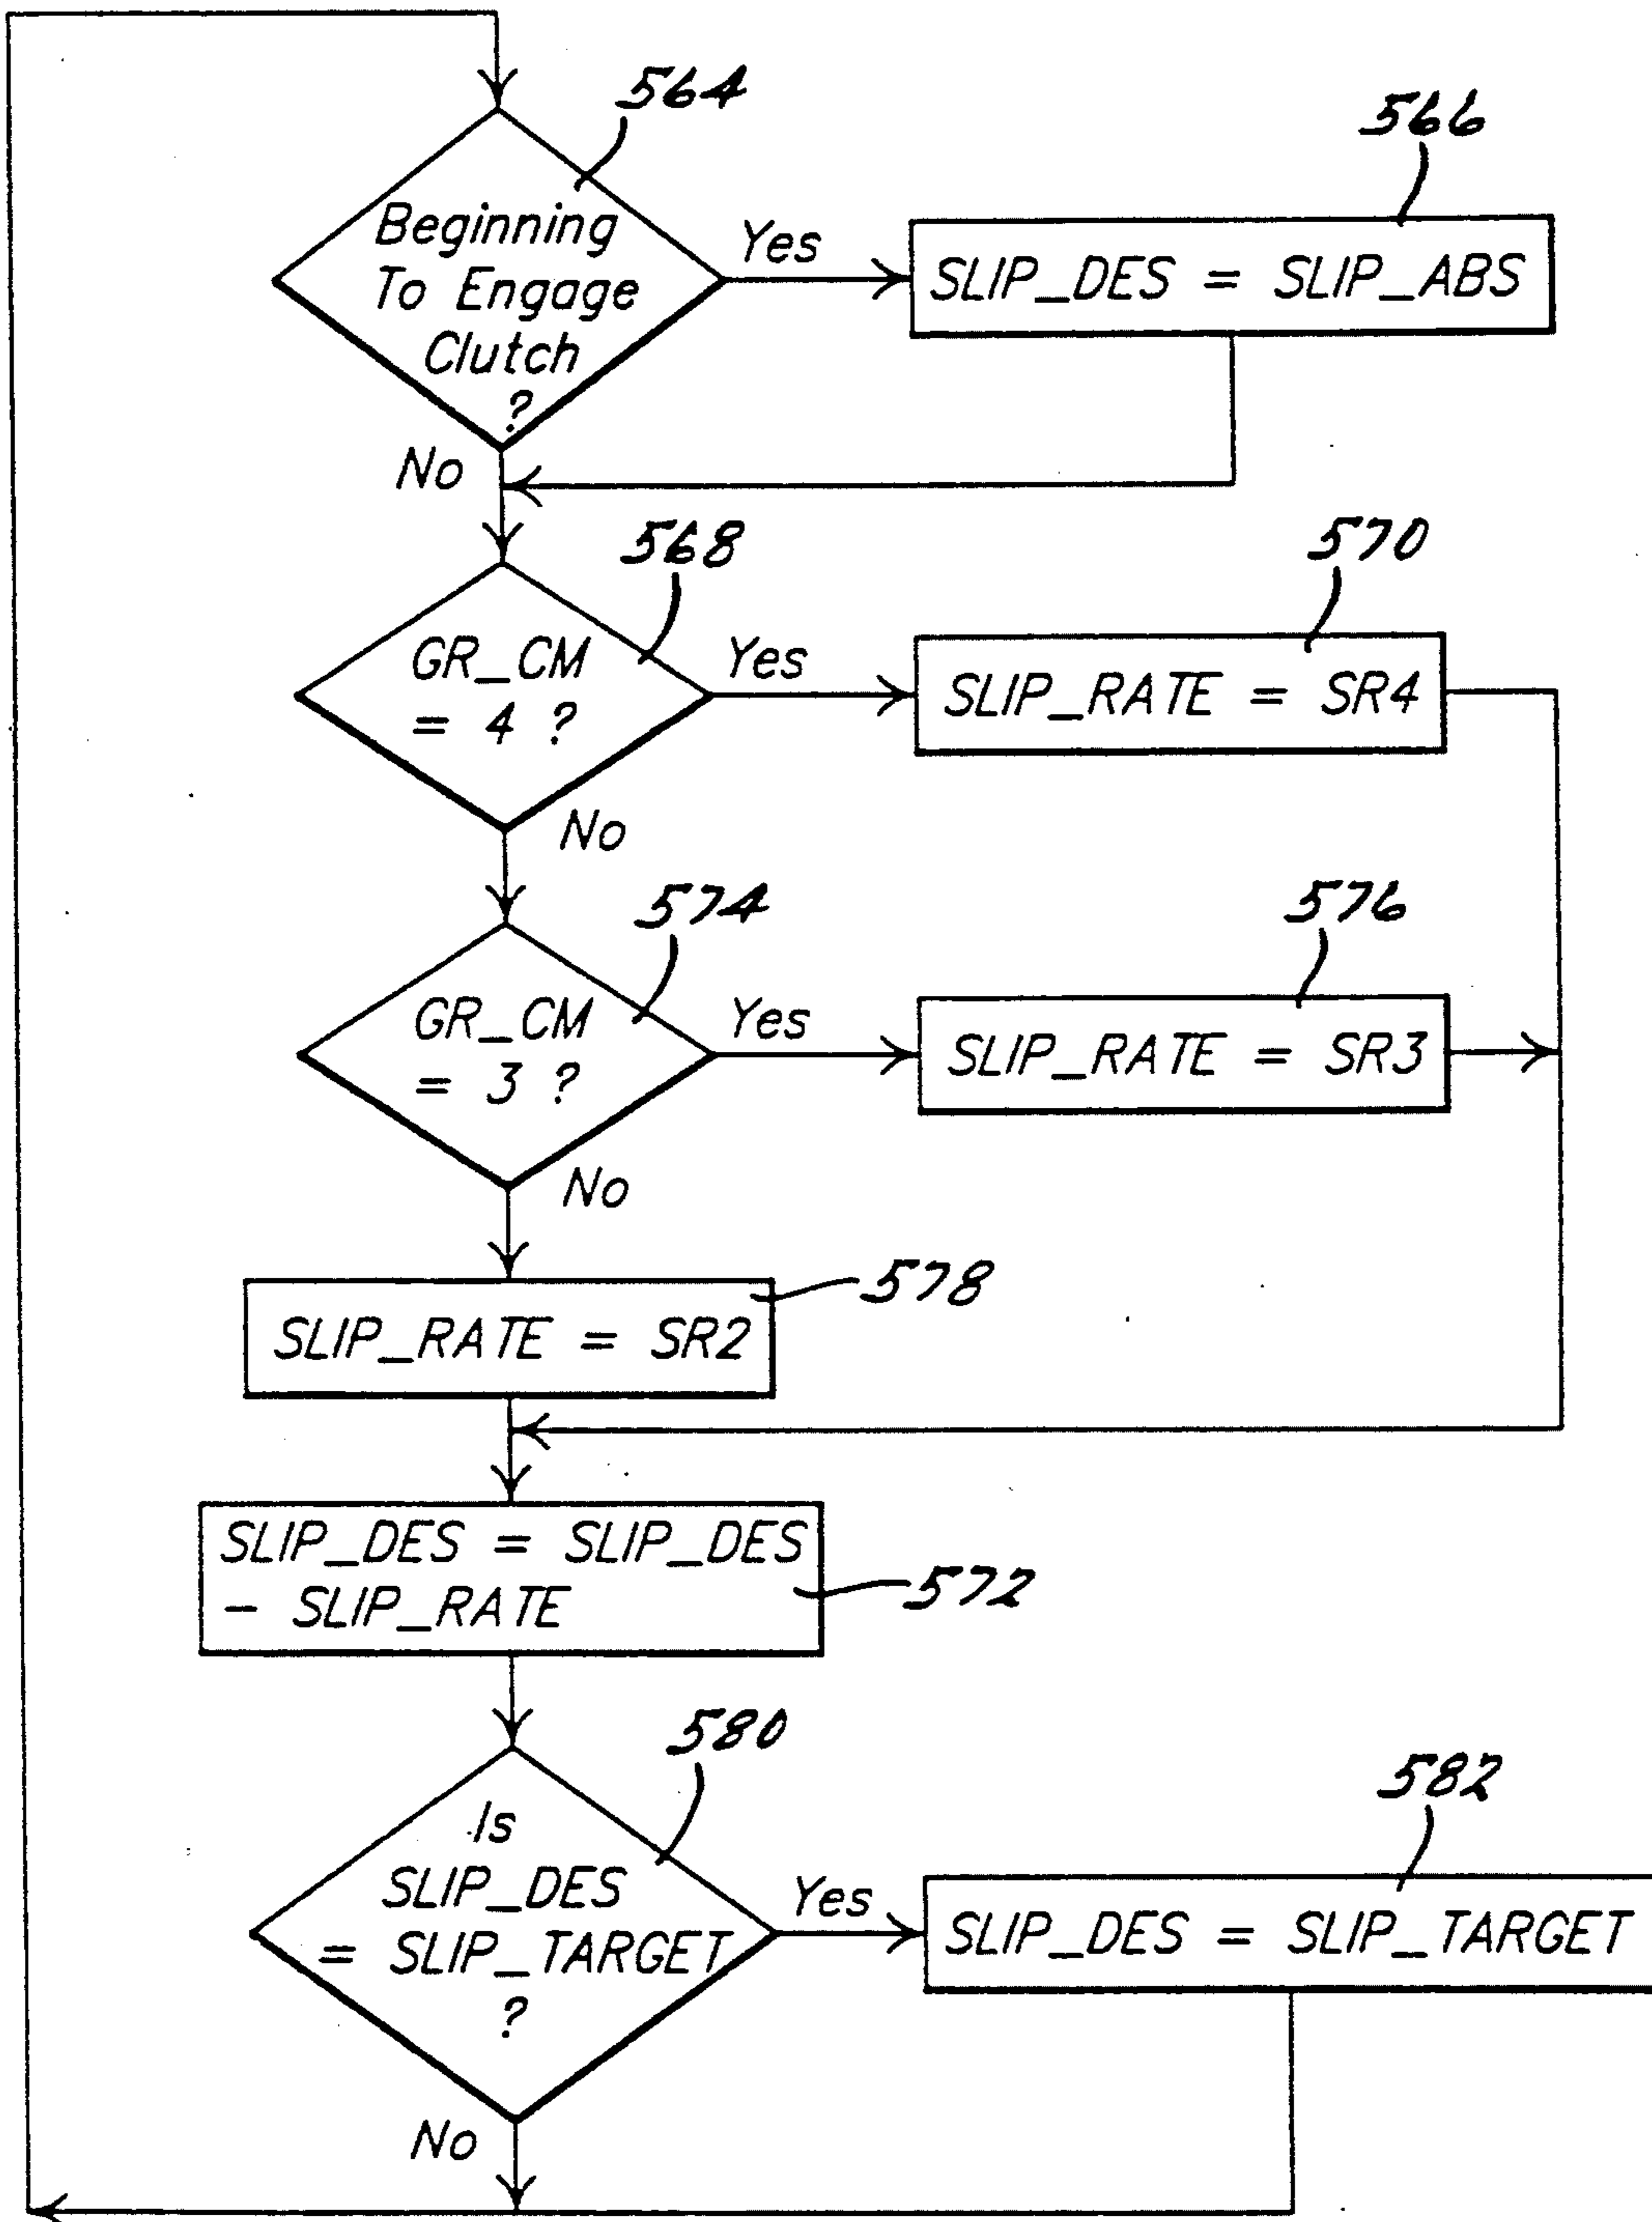 564
566
Beginning
To Engage
Clutch
?
Yes
SLIP_DES = SLIP_ABS
No
568
570
GR_CM
= 4 ?
Yes
SLIP_RATE = SR4
No
574
576
GR_CM
= 3 ?
Yes
SLIP_RATE = SR3
No
578
SLIP_RATE = SR2
SLIP_DES = SLIP_DES
- SLIP_RATE
572
580
582
Is
SLIP_DES
= SLIP_TARGET
?
Yes
SLIP_DES = SLIP_TARGET
No